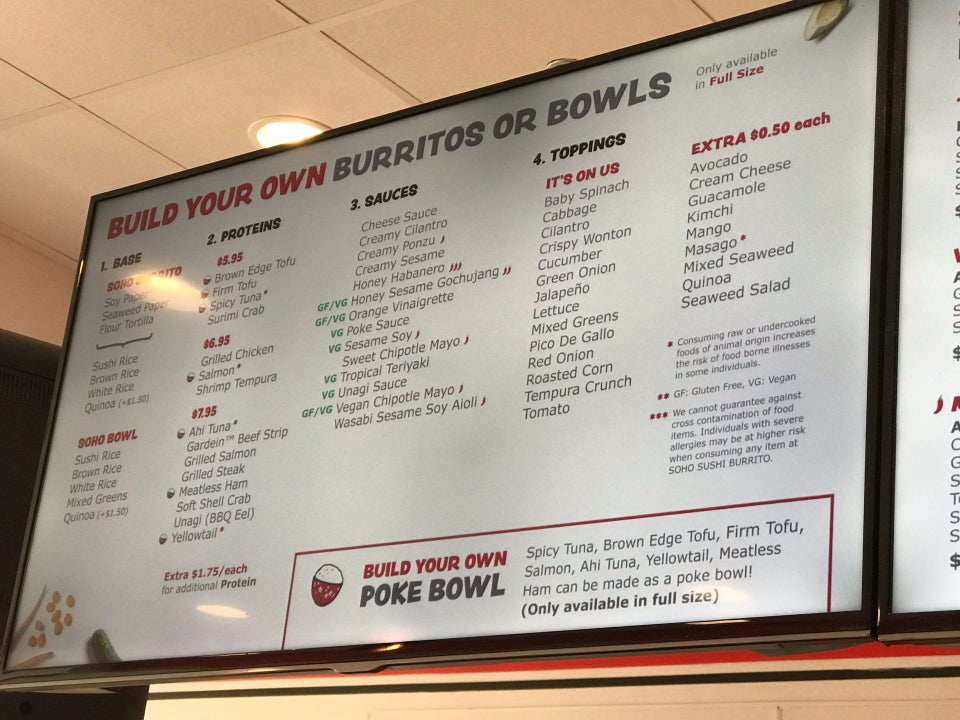 BUILD YOUR OWN BURRITOS OR BOWLS
Only available
in Full Size
1. BASE
SOHO BURRITO
Soy Paper
Seaweed Paper
Flour Tortilla
Sushi Rice
Brown Rice
White Rice
Quinoa (+$1.50)
SOHO BOWL
Sushi Rice
Brown Rice
White Rice
Mixed Greens
Quinoa (+$1.50)
2. PROTEINS
$5.95
Brown Edge Tofu
Firm Tofu
Spicy Tuna*
Surimi Crab
$6.95
Grilled Chicken
Salmon*
Shrimp Tempura
$7.95
Ahi Tuna*
Gardein™ Beef Strip
Grilled Salmon
Grilled Steak
Meatless Ham
Soft Shell Crab
Unagi (BBQ Eel)
Yellowtail*
Extra $1.75/each
for additional Protein
3. SAUCES
Cheese Sauce
Creamy Cilantro
Creamy Ponzu
Creamy Sesame
Honey Habanero
GF/VG Honey Sesame Gochujang
GF/VG Orange Vinaigrette
VG Poke Sauce
VG Sesame Soy
Sweet Chipotle Mayo
VG Tropical Teriyaki
VG Unagi Sauce
GF/VG Vegan Chipotle Mayo
Wasabi Sesame Soy Aioli
4. TOPPINGS
IT'S ON US
Baby Spinach
Cabbage
Cilantro
Crispy Wonton
Cucumber
Green Onion
Jalapeño
Lettuce
Mixed Greens
Pico De Gallo
Red Onion
Roasted Corn
Tempura Crunch
Tomato
EXTRA $0.50 each
Avocado
Cream Cheese
Guacamole
Kimchi
Mango
Masago*
Mixed Seaweed
Quinoa
Seaweed Salad
* Consuming raw or undercooked
foods of animal origin increases
the risk of food borne illnesses
in some individuals.
** GF: Gluten Free, VG: Vegan
*** We cannot guarantee against
cross contamination of food
items. Individuals with severe
allergies may be at higher risk
when consuming any item at
SOHO SUSHI BURRITO.
BUILD YOUR OWN
POKE BOWL
Spicy Tuna, Brown Edge Tofu, Firm Tofu,
Salmon, Ahi Tuna, Yellowtail, Meatless
Ham can be made as a poke bowl!
(Only available in full size)